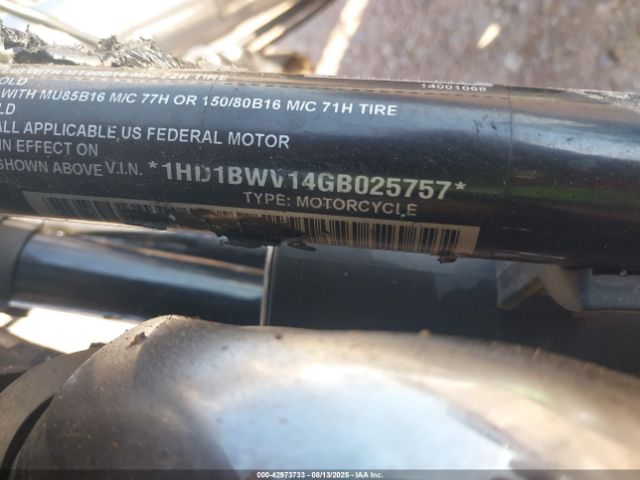 14001068
OLD
WITH MU85B16 M/C 77H OR 150/80B16 M/C 71H TIRE
LD
ALL APPLICABLE US FEDERAL MOTOR
IN EFFECT ON
SHOWN ABOVE V.I.N. *1HD1BWV14GB025757*
TYPE: MOTORCYCLE
000-42973733 - 08/13/2025 - IAA Inc.